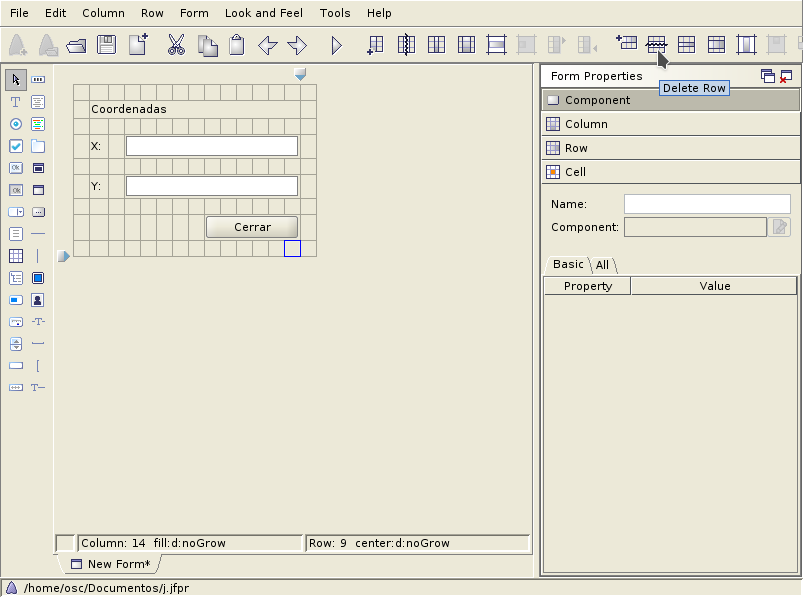 File Edit Column Row Form Look and Feel Tools Help
Form Properties
Delete Row
Component
Column
Row
Cell
Name:
Component:
Basic All
Property Value
Coordenadas
X:
Y:
Cerrar
Column: 14 fill:d:noGrow Row: 9 center:d:noGrow
New Form*
/home/osc/Documentos/j.jfpr